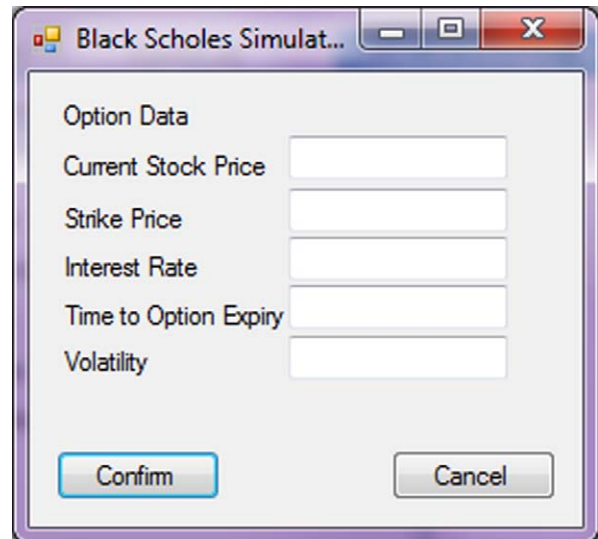 Black Scholes Simulat...
Option Data
Current Stock Price
Strike Price
Interest Rate
Time to Option Expiry
Volatility
Confirm
Cancel